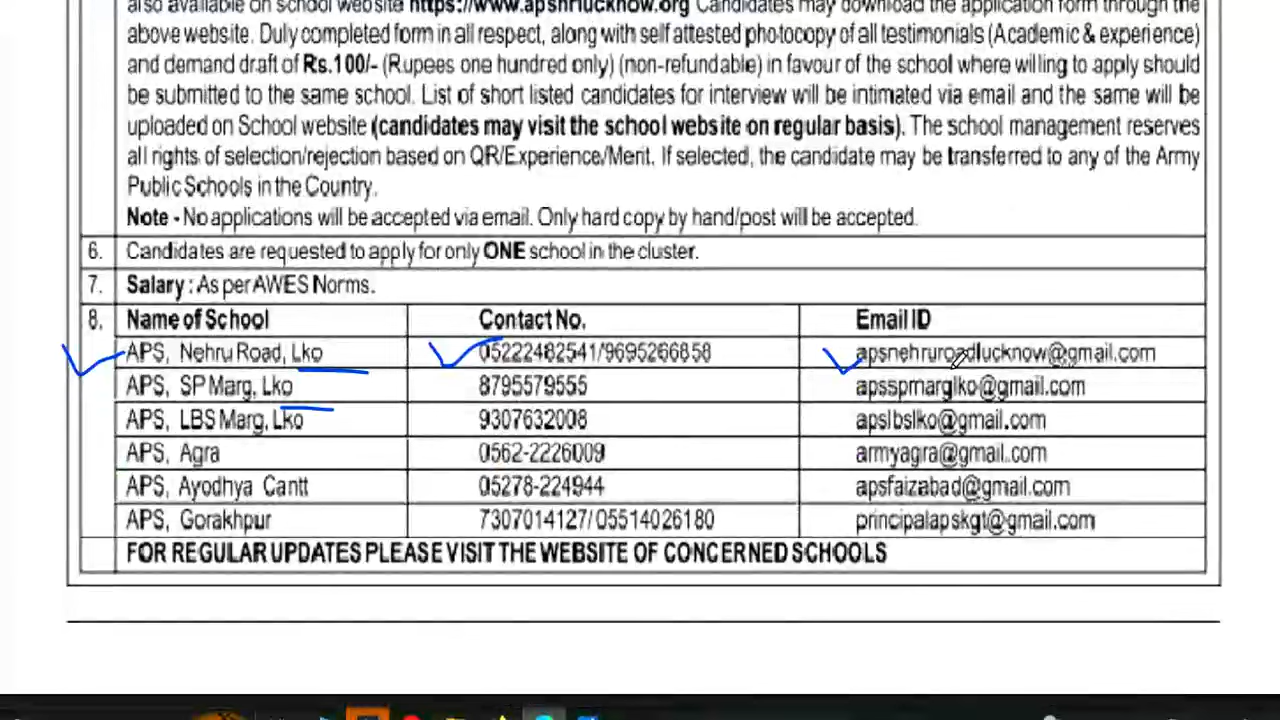 also available on school website https://www.apsnrlucknow.org Candidates may download the application form through the
above website. Duly completed form in all respect, along with self attested photocopy of all testimonials (Academic & experience)
and demand draft of Rs.100/- (Rupees one hundred only) (non-refundable) in favour of the school where willing to apply should
be submitted to the same school. List of short listed candidates for interview will be intimated via email and the same will be
uploaded on School website (candidates may visit the school website on regular basis). The school management reserves
all rights of selection/rejection based on QR/Experience/Merit. If selected, the candidate may be transferred to any of the Army
Public Schools in the Country.
Note - No applications will be accepted via email. Only hard copy by hand/post will be accepted.
6. Candidates are requested to apply for only ONE school in the cluster.
7. Salary : As per AWES Norms.
8. Name of School Contact No. Email ID
APS, Nehru Road, Lko 05222482541/9695266858 apsnehruroadlucknow@gmail.com
APS, SP Marg, Lko 8795579555 apsspmarglko@gmail.com
APS, LBS Marg, Lko 9307632008 apslbslko@gmail.com
APS, Agra 0562-2226009 armyagra@gmail.com
APS, Ayodhya Cantt 05278-224944 apsfaizabad@gmail.com
APS, Gorakhpur 7307014127/ 05514026180 principalapskgt@gmail.com
FOR REGULAR UPDATES PLEASE VISIT THE WEBSITE OF CONCERNED SCHOOLS